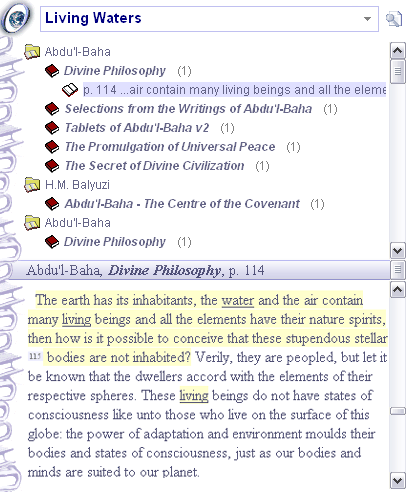 Living Waters
Abdu'l-Baha
Divine Philosophy (1)
p. 114 ...air contain many living beings and all the eleme
Selections from the Writings of Abdu'l-Baha (1)
Tablets of Abdu'l-Baha v2 (1)
The Promulgation of Universal Peace (1)
The Secret of Divine Civilization (1)
H.M. Balyuzi
Abdu'l-Baha - The Centre of the Covenant (1)
Abdu'l-Baha
Divine Philosophy (1)
Abdu'l-Baha, Divine Philosophy, p. 114
The earth has its inhabitants, the water and the air contain
many living beings and all the elements have their nature spirits,
then how is it possible to conceive that these stupendous stellar
115 bodies are not inhabited? Verily, they are peopled, but let it
be known that the dwellers accord with the elements of their
respective spheres. These living beings do not have states of
consciousness like unto those who live on the surface of this
globe: the power of adaptation and environment moulds their
bodies and states of consciousness, just as our bodies and
minds are suited to our planet.